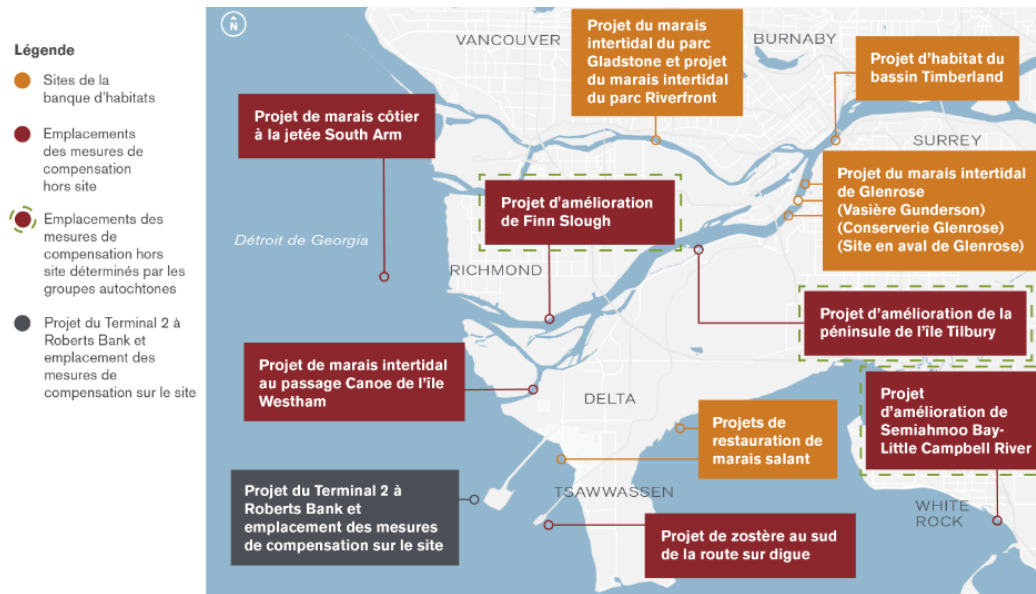 Légende
Sites de la
banque d'habitats
Emplacements
des mesures de
compensation
hors site
Emplacements des
mesures de
compensation hors
site déterminés par les
groupes autochtones
Projet du Terminal 2 à
Roberts Bank et
emplacement des
mesures de
compensation sur le site
N
VANCOUVER
Projet du marais
intertidal du parc
Gladstone et projet
du marais intertidal
du parc Riverfront
BURNABY
Projet d'habitat du
bassin Timberland
Projet de marais côtier
à la jetée South Arm
SURREY
Projet du marais intertidal
de Glenrose
(Vasière Gunderson)
(Conserverie Glenrose)
(Site en aval de Glenrose)
Projet d'amélioration
de Finn Slough
Détroit de Georgia
RICHMOND
Projet d'amélioration de la
péninsule de l'île Tilbury
Projet de marais intertidal
au passage Canoe de l'île
Westham
DELTA
Projet
d'amélioration de
Semiahmoo Bay-
Little Campbell River
Projets de
restauration de
marais salant
Projet du Terminal 2 à
Roberts Bank et
emplacement des mesures
de compensation sur le site
TSAWWASSEN
WHITE
ROCK
Projet de zostère au sud
de la route sur digue